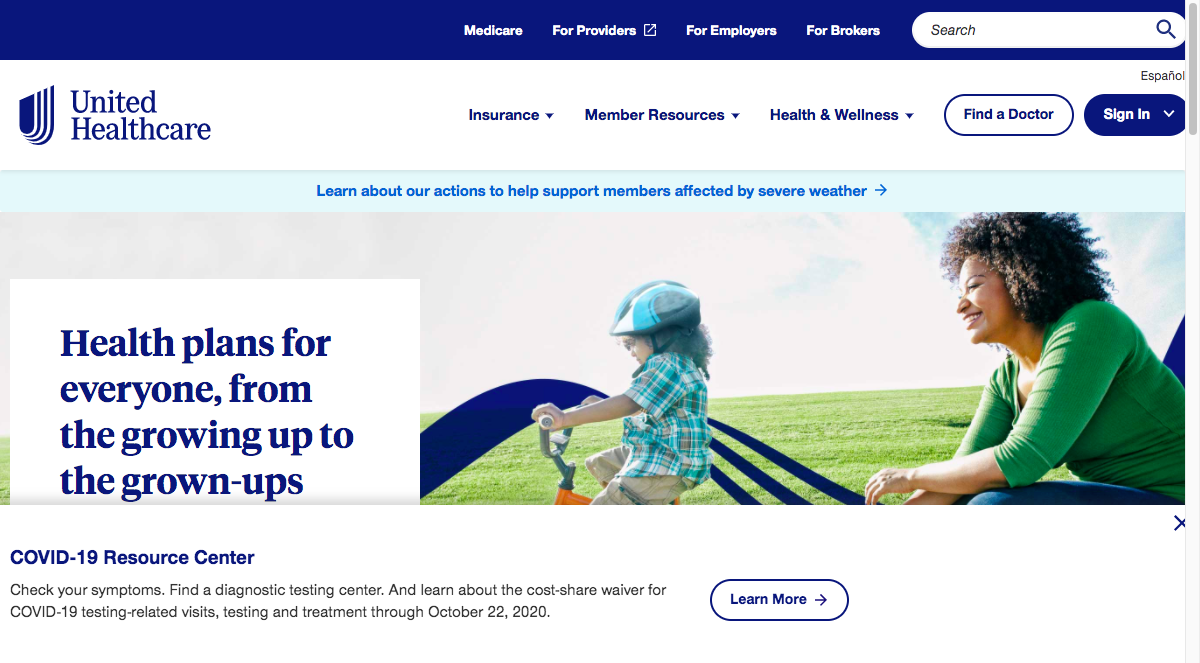 Medicare For Providers For Employers For Brokers Search
Español
United
Healthcare
Insurance Member Resources Health & Wellness Find a Doctor Sign In
Learn about our actions to help support members affected by severe weather
Health plans for
everyone, from
the growing up to
the grown-ups
COVID-19 Resource Center
Check your symptoms. Find a diagnostic testing center. And learn about the cost-share waiver for
COVID-19 testing-related visits, testing and treatment through October 22, 2020.
Learn More